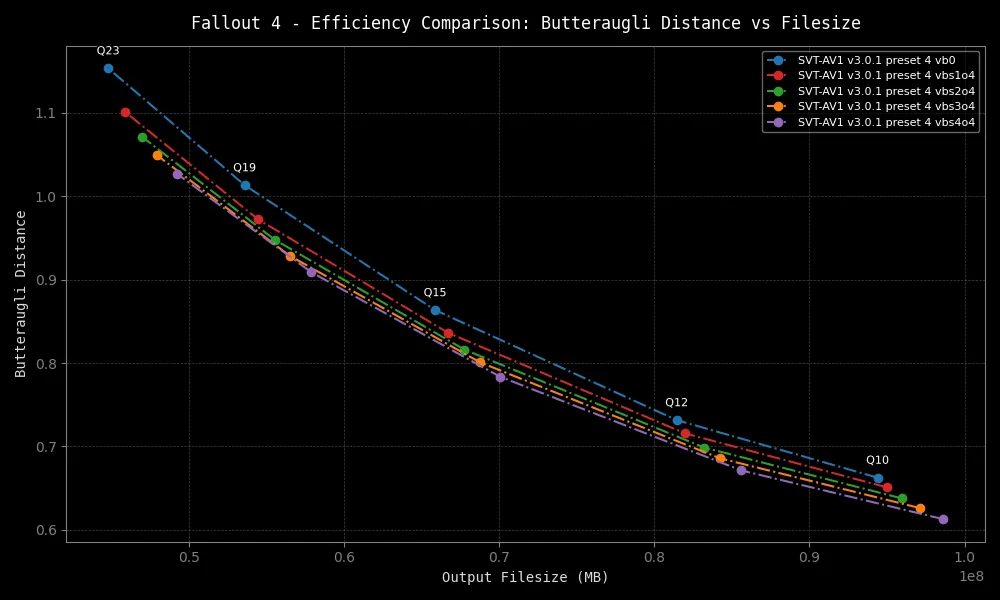 Fallout 4 - Efficiency Comparison: Butteraugli Distance vs Filesize
Q23
SVT-AV1 v3.0.1 preset 4 vb0
SVT-AV1 v3.0.1 preset 4 vbs1o4
SVT-AV1 v3.0.1 preset 4 vbs2o4
SVT-AV1 v3.0.1 preset 4 vbs3o4
SVT-AV1 v3.0.1 preset 4 vbs4o4
1.1
Q19
1.0
Butteraugli Distance
0.9
Q15
0.8
Q12
0.7
Q10
0.6
0.5 0.6 0.7 0.8 0.9 1.0
1e8
Output Filesize (MB)